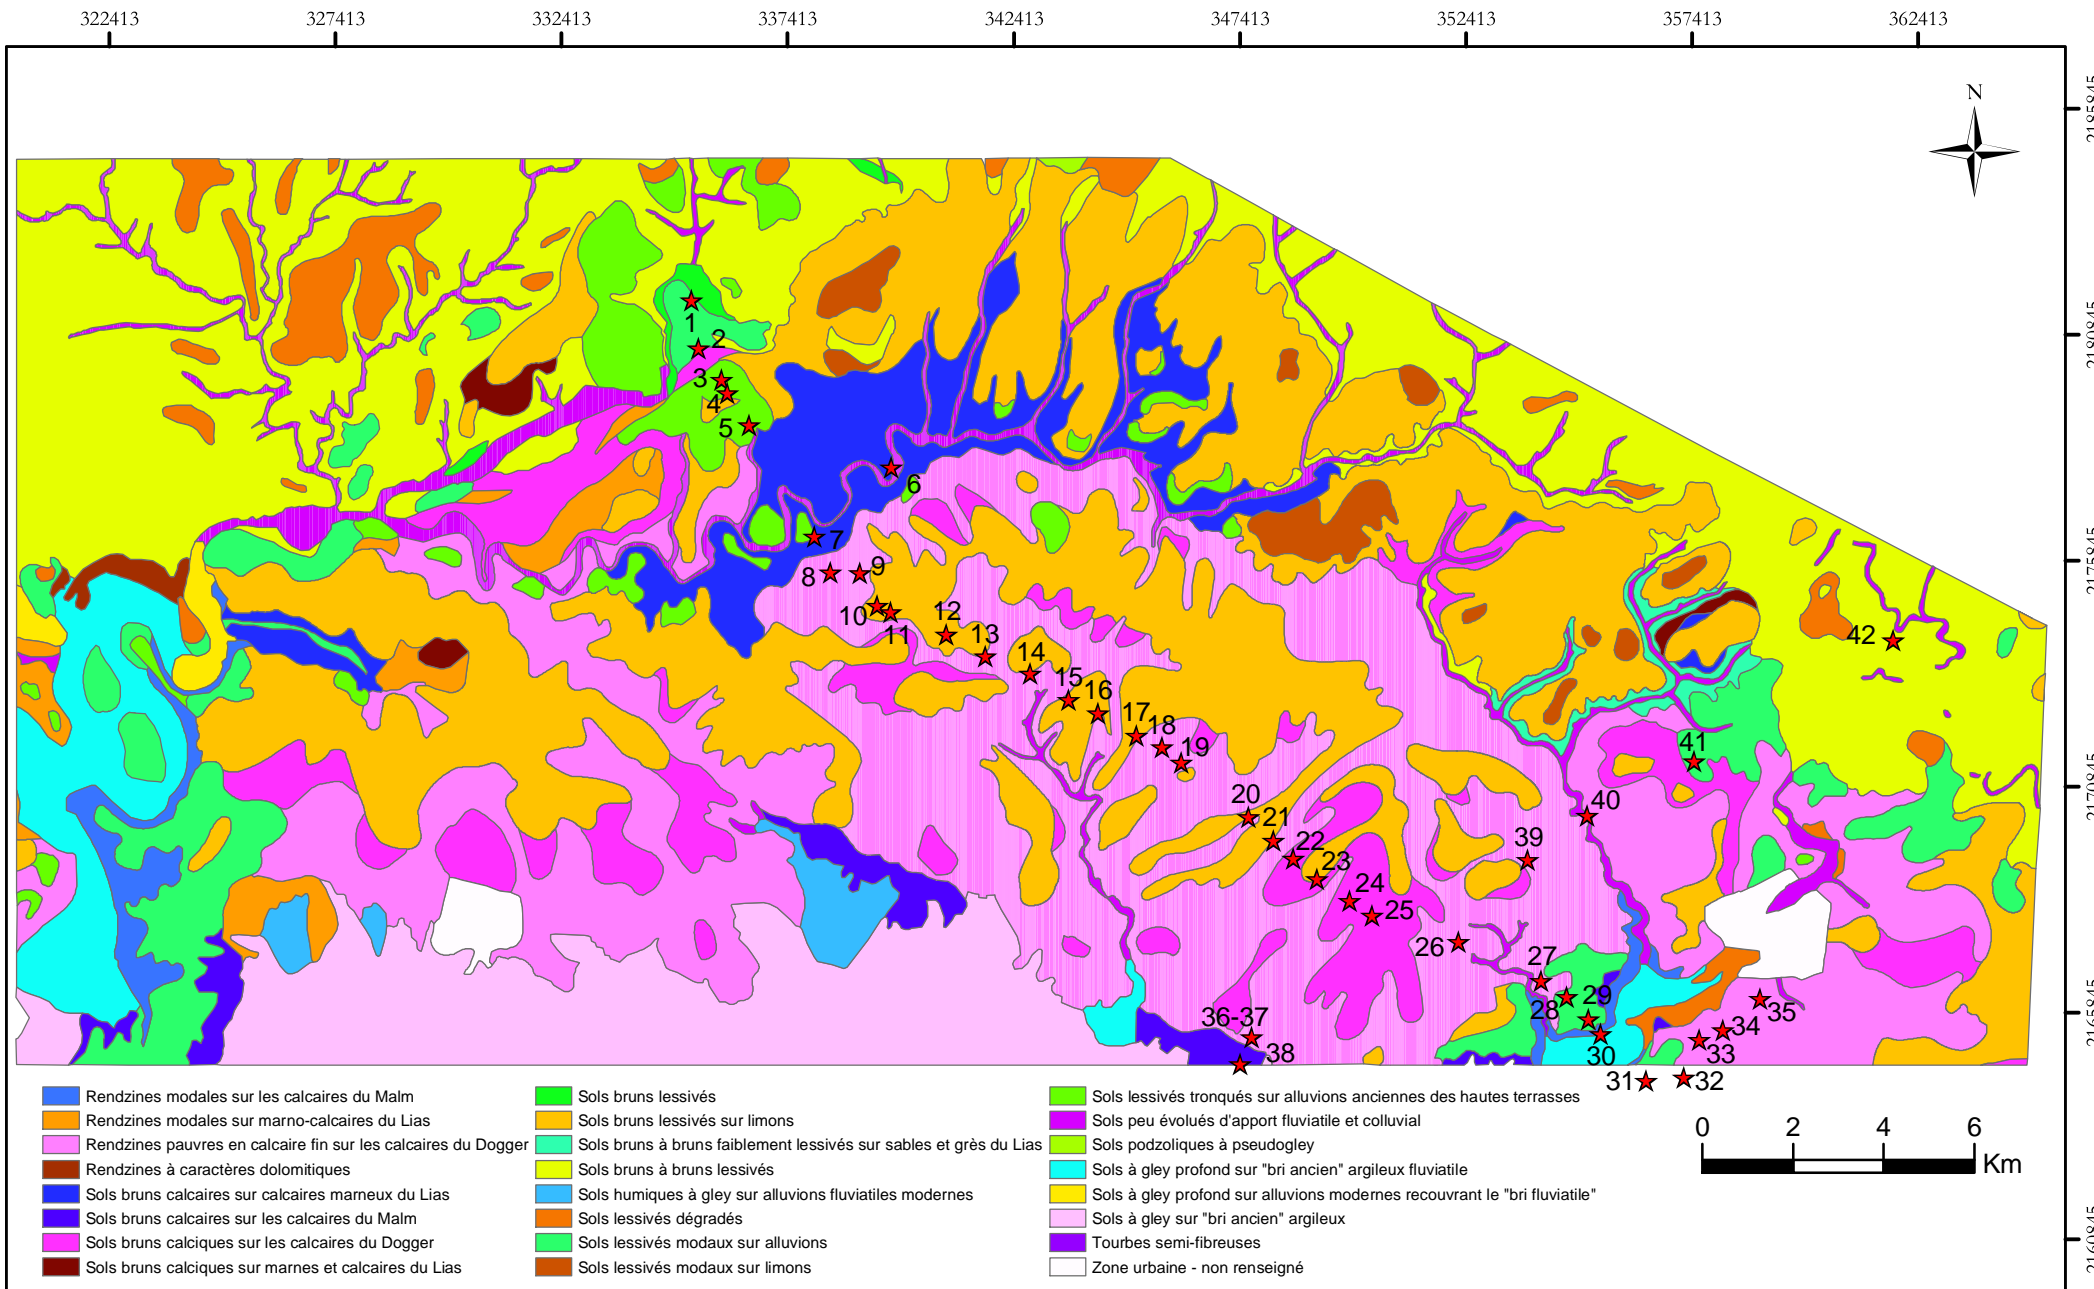 322413 327413 332413 337413 342413 347413 352413 357413 362413
2185845
N
2180845
1
2
3
4
5
6
7
2175845
8 9
10
11
12
13
42
14
15
16
17
18
19
41
2170845
20
21
40
22
39
23
24
25
26
27
28
29
36-37
35
34
2165845
38
30
33
31
32
Rendzines modales sur les calcaires du Malm
Rendzines modales sur marno-calcaires du Lias
Rendzines pauvres en calcaire fin sur les calcaires du Dogger
Rendzines à caractères dolomitiques
Sols bruns calcaires sur calcaires marneux du Lias
Sols bruns calcaires sur les calcaires du Malm
Sols bruns calciques sur les calcaires du Dogger
Sols bruns calciques sur marnes et calcaires du Lias
Sols bruns lessivés
Sols bruns lessivés sur limons
Sols bruns à bruns faiblement lessivés sur sables et grès du Lias
Sols bruns à bruns lessivés
Sols humiques à gley sur alluvions fluviatiles modernes
Sols lessivés dégradés
Sols lessivés modaux sur alluvions
Sols lessivés modaux sur limons
Sols lessivés tronqués sur alluvions anciennes des hautes terrasses
Sols peu évolués d'apport fluviatile et colluvial
Sols podzoliques à pseudogley
Sols à gley profond sur "bri ancien" argileux fluviatile
Sols à gley profond sur alluvions modernes recouvrant le "bri fluviatile"
Sols à gley sur "bri ancien" argileux
Tourbes semi-fibreuses
Zone urbaine - non renseigné
0 2 4 6
Km
2160845